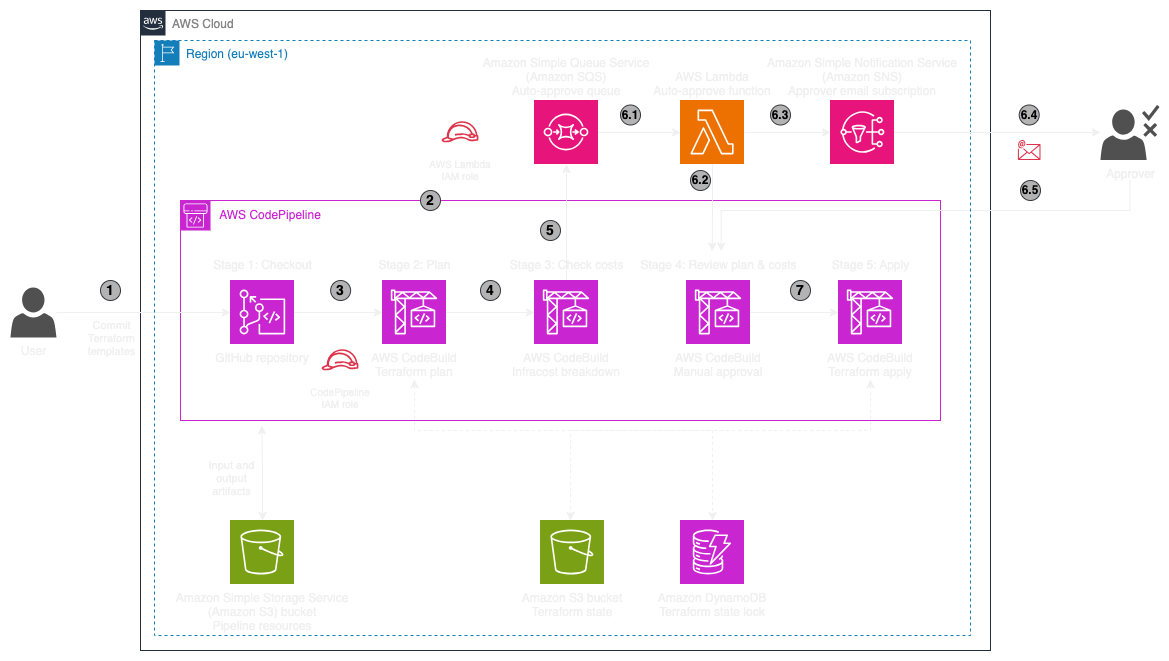 aws
AWS Cloud
Region (eu-west-1)
Amazon Simple Queue Service
(Amazon SQS)
Auto-approve queue
AWS Lambda
Auto-approve function
Amazon Simple Notification Service
(Amazon SNS)
Approver email subscription
6.1
6.3
6.4
AWS Lambda
IAM role
6.2
6.5
Approver
2
AWS CodePipeline
5
Stage 1: Checkout
Stage 2: Plan
Stage 3: Check costs
Stage 4: Review plan & costs
Stage 5: Apply
1
3
4
7
Commit
Terraform
templates
User
GitHub repository
AWS CodeBuild
Terraform plan
AWS CodeBuild
Infracost breakdown
AWS CodeBuild
Manual approval
AWS CodeBuild
Terraform apply
CodePipeline
IAM role
Input and
output
artifacts
Amazon Simple Storage Service
(Amazon S3) bucket
Pipeline resources
Amazon S3 bucket
Terraform state
Amazon DynamoDB
Terraform state lock